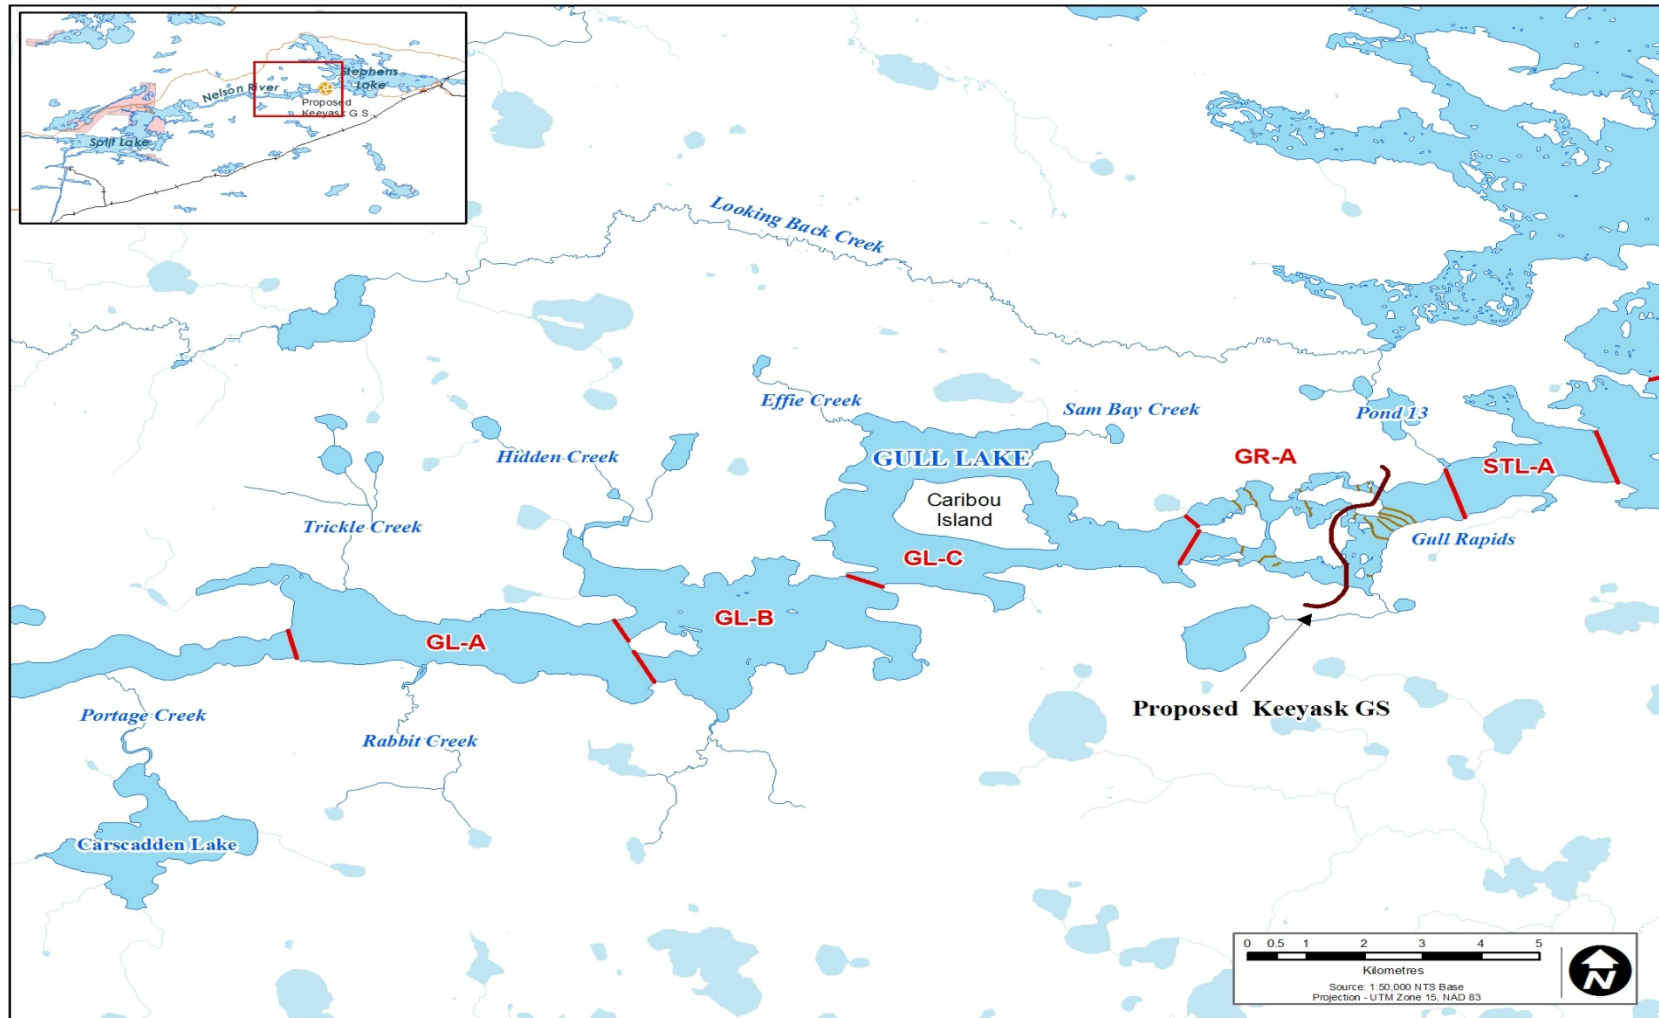 Stephens
Lake
Nelson River
Proposed
Keeyask G.S.
Split Lake
Looking Back Creek
Effie Creek
Sam Bay Creek
Pond 13
GULL LAKE
GR-A
STL-A
Hidden Creek
Caribou
Island
Trickle Creek
Gull Rapids
GL-C
GL-B
GL-A
Proposed Keeyask GS
Portage Creek
Rabbit Creek
Carscadden Lake
0 0.5 1 2 3 4 5
Kilometres
Source: 1:50,000 NTS Base
Projection - UTM Zone 15, NAD 83
N